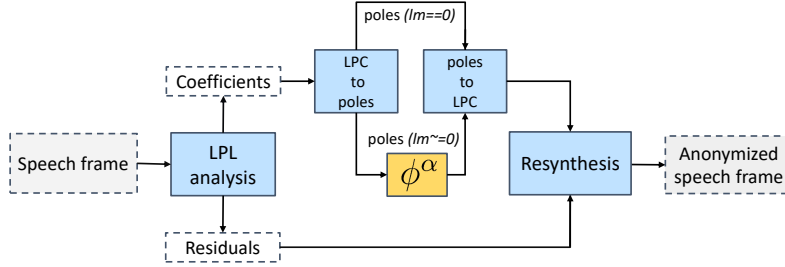 poles (Im==0)
Coefficients
LPC
to
poles
poles
to
LPC
poles (Im~=0)
Speech frame
LPL
analysis
ϕ^α
Resynthesis
Anonymized
speech frame
Residuals